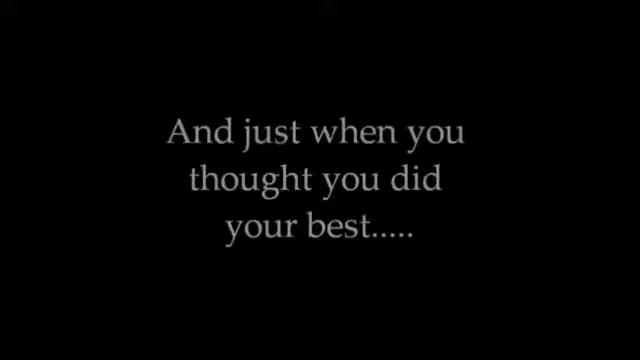 And just when you
thought you did
your best.....